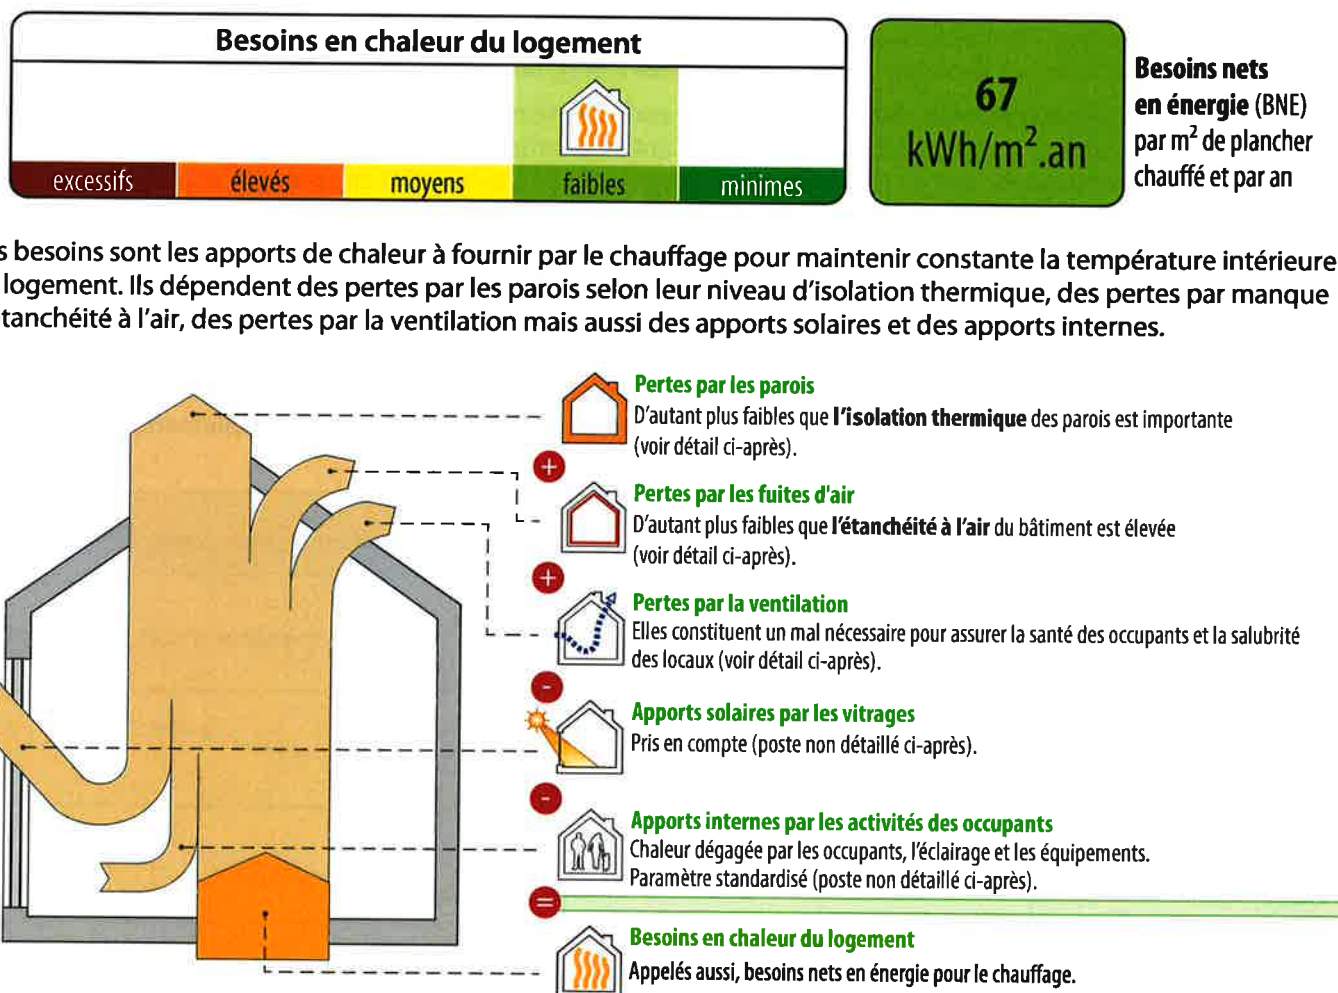 Besoins en chaleur du logement
excessifs
élevés
moyens
faibles
minimes
67
kWh/m².an
Besoins nets
en énergie (BNE)
par m² de plancher
chauffé et par an
besoins sont les apports de chaleur à fournir par le chauffage pour maintenir constante la température intérieure
logement. Ils dépendent des pertes par les parois selon leur niveau d'isolation thermique, des pertes par manque
tanchéité à l'air, des pertes par la ventilation mais aussi des apports solaires et des apports internes.
Pertes par les parois
D'autant plus faibles que l'isolation thermique des parois est importante
(voir détail ci-après).
+
Pertes par les fuites d'air
D'autant plus faibles que l'étanchéité à l'air du bâtiment est élevée
(voir détail ci-après).
+
Pertes par la ventilation
Elles constituent un mal nécessaire pour assurer la santé des occupants et la salubrité
des locaux (voir détail ci-après).
-
Apports solaires par les vitrages
Pris en compte (poste non détaillé ci-après).
-
Apports internes par les activités des occupants
Chaleur dégagée par les occupants, l'éclairage et les équipements.
Paramètre standardisé (poste non détaillé ci-après).
=
Besoins en chaleur du logement
Appelés aussi, besoins nets en énergie pour le chauffage.